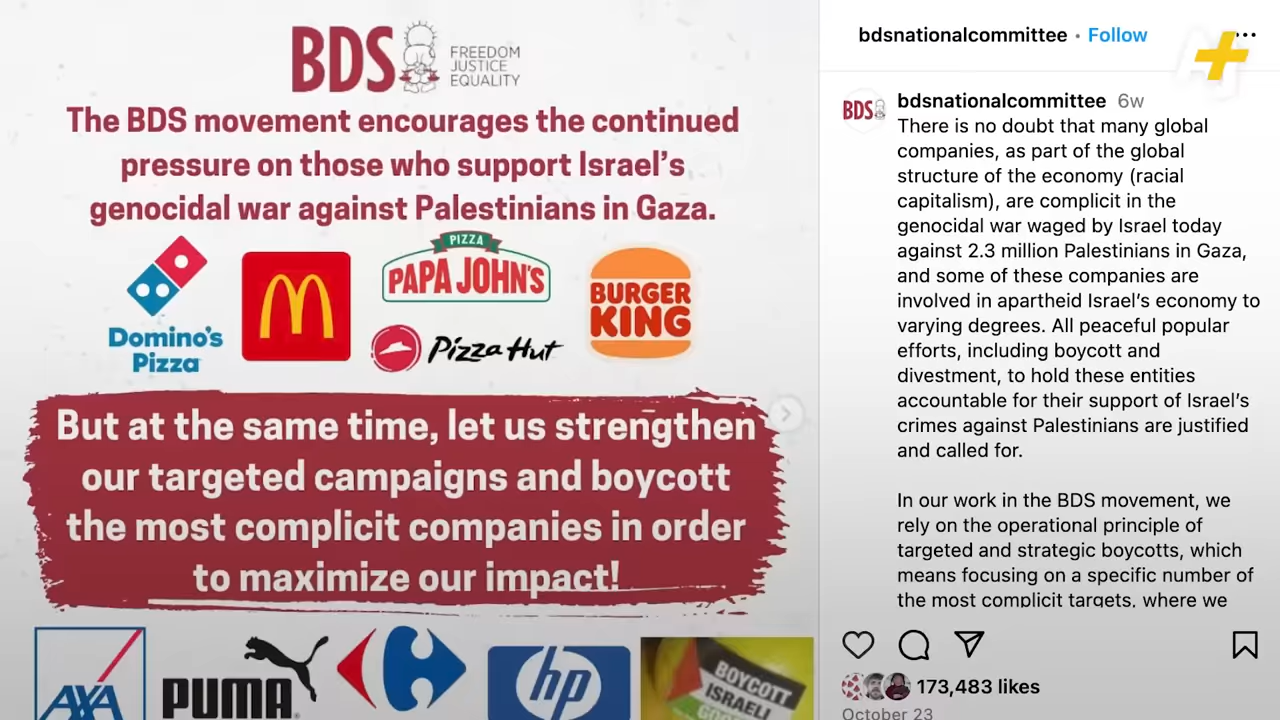 BDS
FREEDOM
JUSTICE
EQUALITY
The BDS movement encourages the continued
pressure on those who support Israel's
genocidal war against Palestinians in Gaza.
Domino's
Pizza
PIZZA
PAPA JOHN'S
Pizza Hut
BURGER
KING
But at the same time, let us strengthen
our targeted campaigns and boycott
the most complicit companies in order
to maximize our impact!
AXA
PUMA
hp
BOYCOTT
ISRAELI
bdsnationalcommittee • Follow
BDS
bdsnationalcommittee 6w
There is no doubt that many global
companies, as part of the global
structure of the economy (racial
capitalism), are complicit in the
genocidal war waged by Israel today
against 2.3 million Palestinians in Gaza,
and some of these companies are
involved in apartheid Israel's economy to
varying degrees. All peaceful popular
efforts, including boycott and
divestment, to hold these entities
accountable for their support of Israel's
crimes against Palestinians are justified
and called for.
In our work in the BDS movement, we
rely on the operational principle of
targeted and strategic boycotts, which
means focusing on a specific number of
the most complicit targets, where we
173,483 likes
October 23